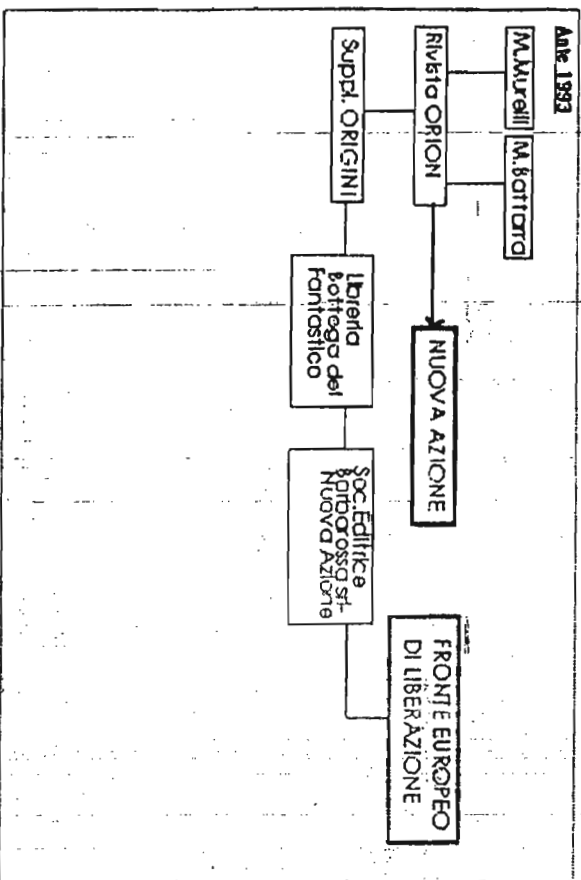 Ante 1993
M.Murelli
M.Battarra
Rivista ORION
NUOVA AZIONE
Suppl. ORIGINI
Libreria
Bottega del
Fantastico
Soc.Editrice
Barbarossa srl-
Nuova Azione
FRONTE EUROPEO
DI LIBERAZIONE